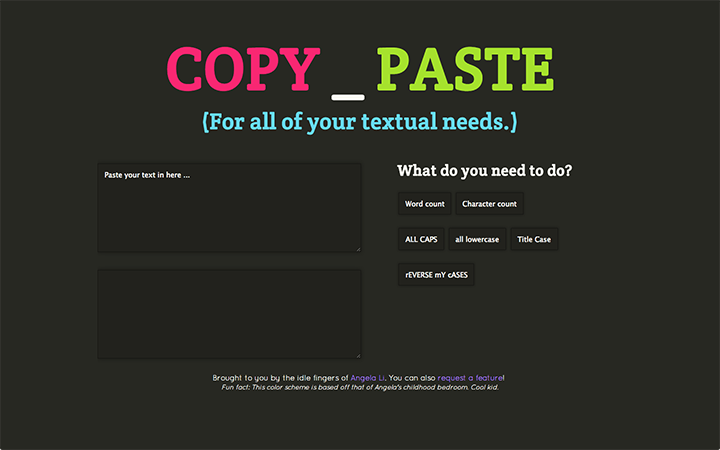 COPY _ PASTE
(For all of your textual needs.)
Paste your text in here ...
What do you need to do?
Word count
Character count
ALL CAPS
all lowercase
Title Case
rEVERSE mY cASES
Brought to you by the idle fingers of Angela Li. You can also request a feature!
Fun fact: This color scheme is based off that of Angela's childhood bedroom. Cool kid.